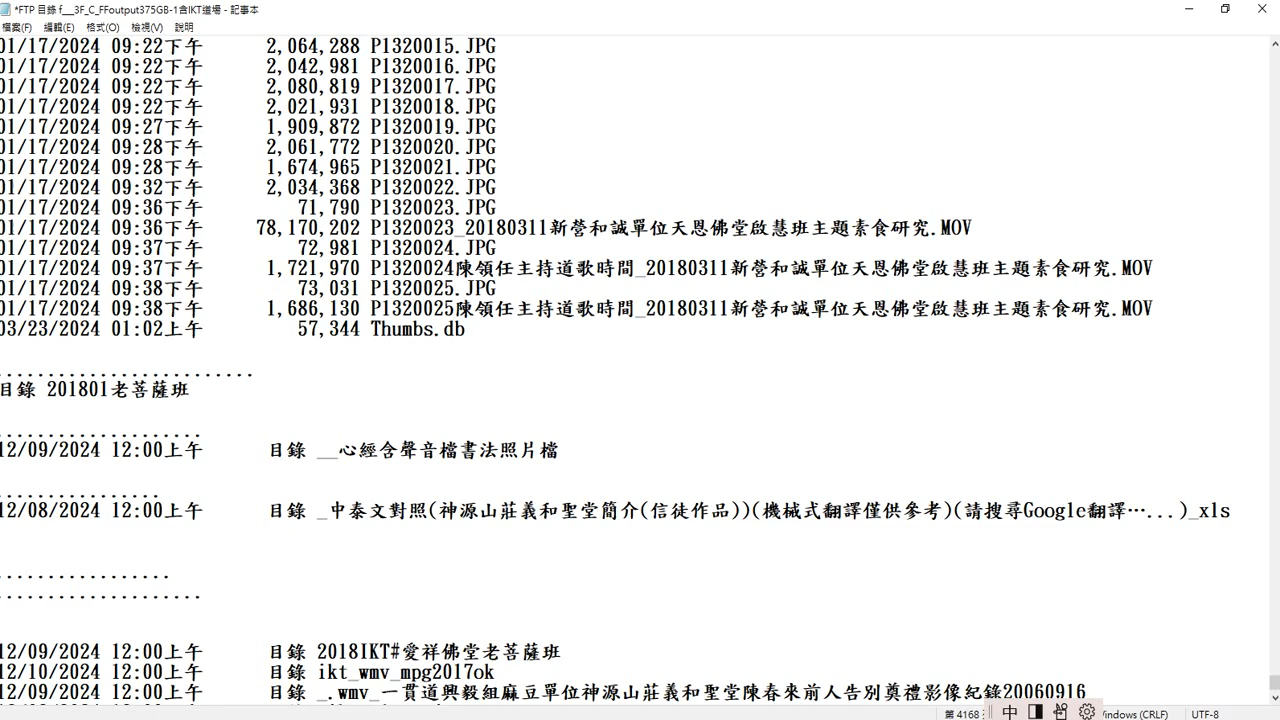 *FTP 目錄 f__3F_C_FFoutput375GB-1含IKT道場 - 記事本
檔案(F) 編輯(E) 格式(O) 檢視(V) 說明
01/17/2024 09:22下午 2,064,288 P1320015.JPG
01/17/2024 09:22下午 2,042,981 P1320016.JPG
01/17/2024 09:22下午 2,080,819 P1320017.JPG
01/17/2024 09:22下午 2,021,931 P1320018.JPG
01/17/2024 09:27下午 1,909,872 P1320019.JPG
01/17/2024 09:28下午 2,061,772 P1320020.JPG
01/17/2024 09:28下午 1,674,965 P1320021.JPG
01/17/2024 09:32下午 2,034,368 P1320022.JPG
01/17/2024 09:36下午 71,790 P1320023.JPG
01/17/2024 09:36下午 78,170,202 P1320023_20180311新營和誠單位天恩佛堂啟慧班主題素食研究.MOV
01/17/2024 09:37下午 72,981 P1320024.JPG
01/17/2024 09:37下午 1,721,970 P1320024陳領任主持道歌時間_20180311新營和誠單位天恩佛堂啟慧班主題素食研究.MOV
01/17/2024 09:38下午 73,031 P1320025.JPG
01/17/2024 09:38下午 1,686,130 P1320025陳領任主持道歌時間_20180311新營和誠單位天恩佛堂啟慧班主題素食研究.MOV
03/23/2024 01:02上午 57,344 Thumbs.db
........................
目錄 201801老菩薩班
...................
12/09/2024 12:00上午 目錄 __心經含聲音檔書法照片檔
...............
12/08/2024 12:00上午 目錄 _中泰文對照(神源山莊義和聖堂簡介(信徒作品))(機械式翻譯僅供參考)(請搜尋Google翻譯…...)_xls
................
...................
12/09/2024 12:00上午 目錄 2018IKT#愛祥佛堂老菩薩班
12/10/2024 12:00上午 目錄 ikt_wmv_mpg2017ok
12/09/2024 12:00上午 目錄 _.wmv_一貫道興毅組麻豆單位神源山莊義和聖堂陳春來前人告別奠禮影像紀錄20060916
第 4168 中 Windows (CRLF) UTF-8